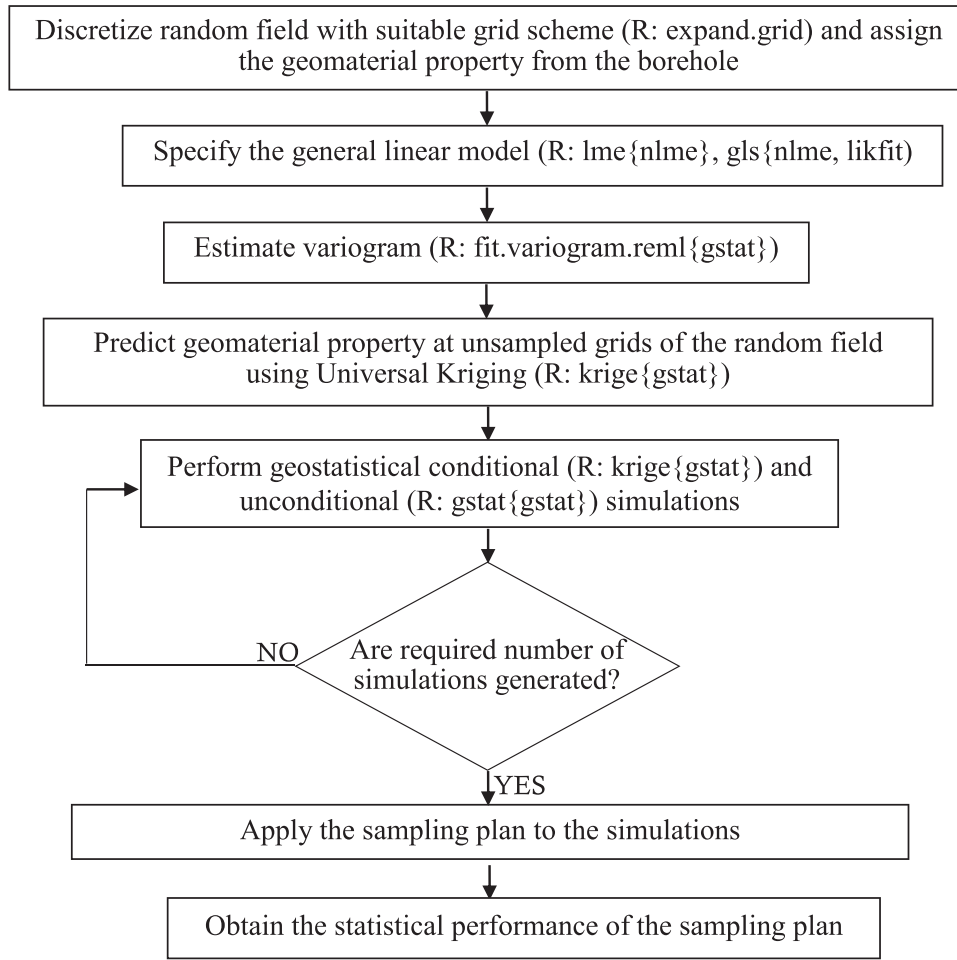 Discretize random field with suitable grid scheme (R: expand.grid) and assign
the geomaterial property from the borehole
Specify the general linear model (R: lme{nlme}, gls{nlme, likfit)
Estimate variogram (R: fit.variogram.reml{gstat})
Predict geomaterial property at unsampled grids of the random field
using Universal Kriging (R: krige{gstat})
Perform geostatistical conditional (R: krige{gstat}) and
unconditional (R: gstat{gstat}) simulations
NO
Are required number of
simulations generated?
YES
Apply the sampling plan to the simulations
Obtain the statistical performance of the sampling plan